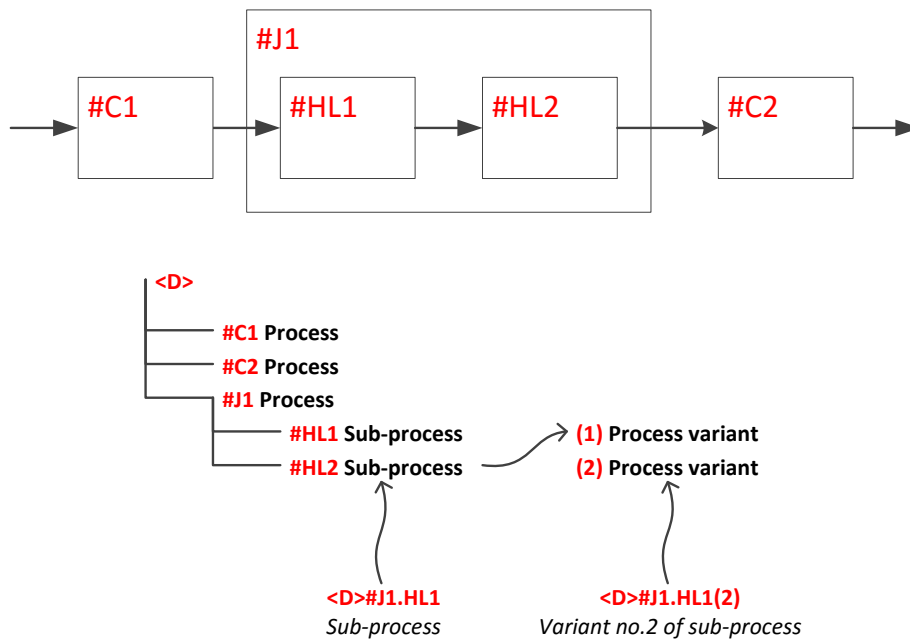 #J1
#C1
#HL1
#HL2
#C2
<D>
#C1 Process
#C2 Process
#J1 Process
#HL1 Sub-process
(1) Process variant
#HL2 Sub-process
(2) Process variant
<D>#J1.HL1
<D>#J1.HL1(2)
Sub-process
Variant no.2 of sub-process